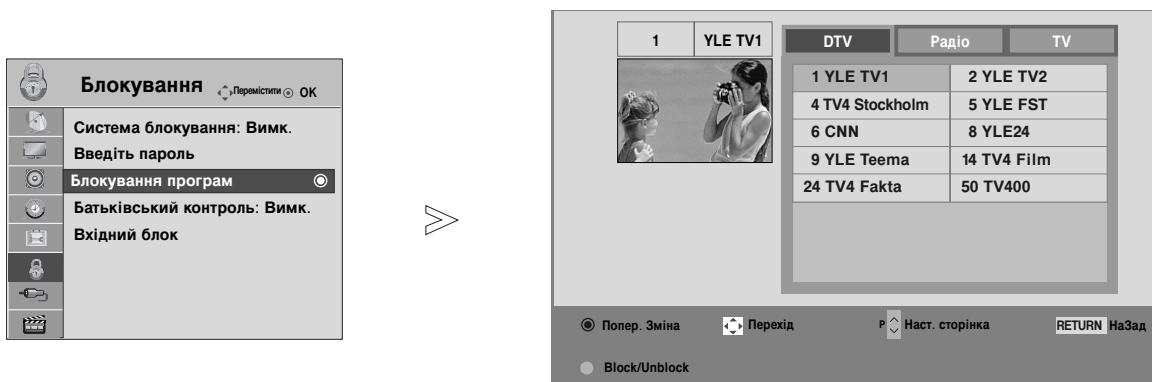 Блокування Перемістити OK
Система блокування: Вимк.
Введіть пароль
Блокування програм
Батьківський контроль: Вимк.
Вхідний блок
1 YLE TV1
DTV Радіо TV
1 YLE TV1 2 YLE TV2
4 TV4 Stockholm 5 YLE FST
6 CNN 8 YLE24
9 YLE Teema 14 TV4 Film
24 TV4 Fakta 50 TV400
Попер. Зміна Перехід P Наст. сторінка RETURN На3ад
Block/Unblock